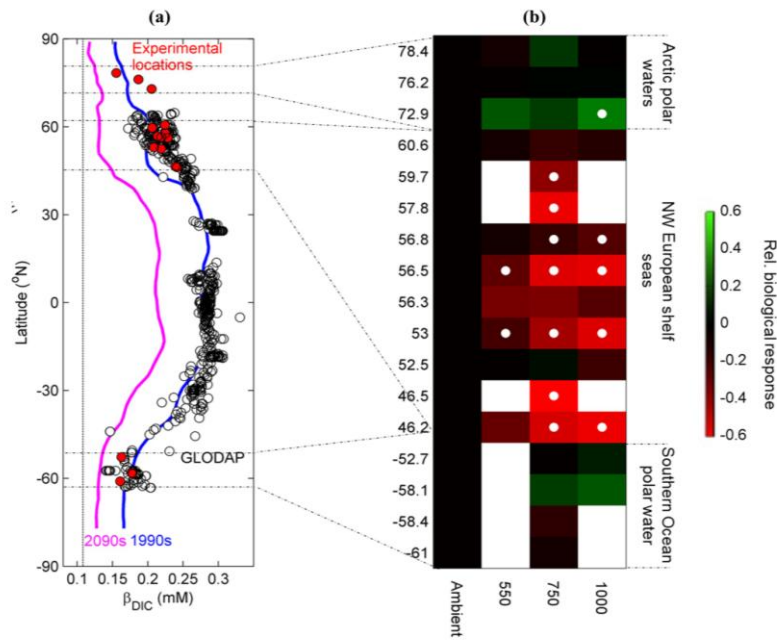 (a)
(b)
90
60
30
0
-30
-60
-90
Latitude (°N)
Experimental
locations
GLODAP
2090s
1990s
0.1
0.15
0.2
0.25
0.3
βDIC (mM)
78.4
76.2
72.9
60.6
59.7
57.8
56.8
56.5
56.3
53
52.5
46.5
46.2
-52.7
-58.1
-58.4
-61
Ambient
550
750
1000
Arctic polar
waters
NW European shelf
seas
Southern Ocean
polar water
0.6
0.4
0.2
0
-0.2
-0.4
-0.6
Rel. biological response